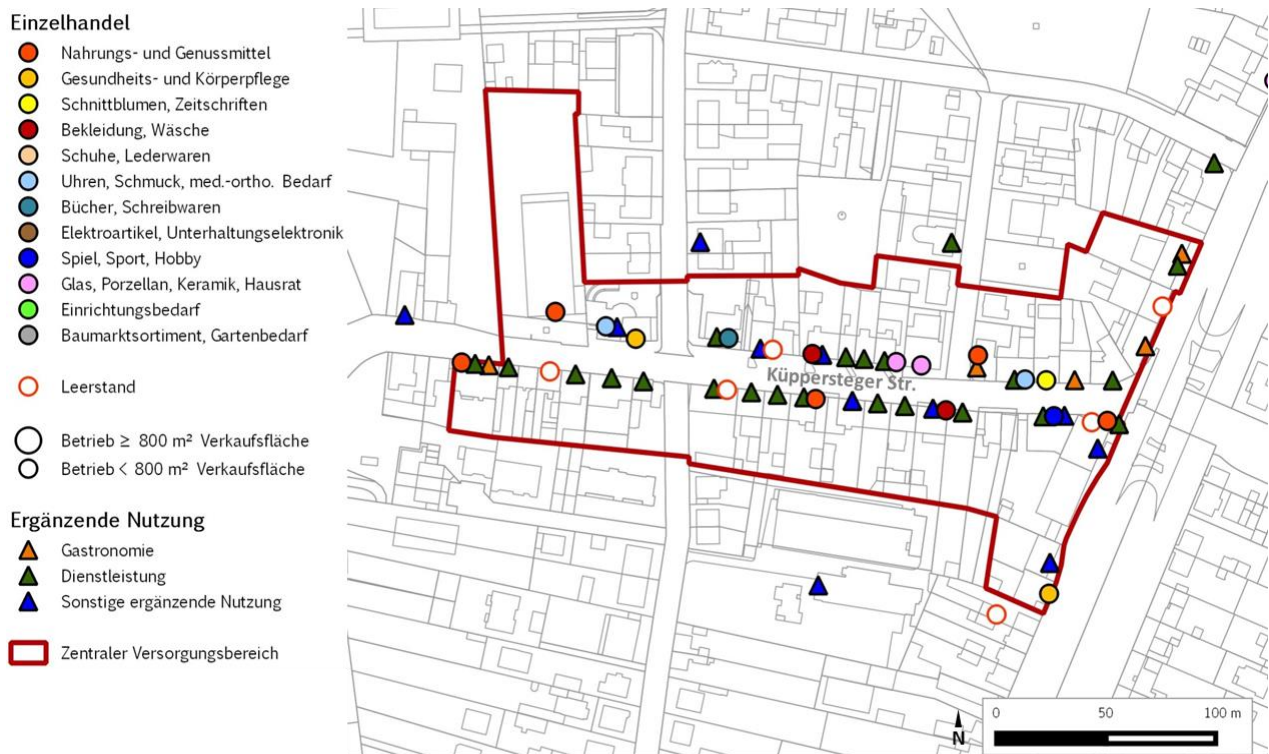 Einzelhandel
Nahrungs- und Genussmittel
Gesundheits- und Körperpflege
Schnittblumen, Zeitschriften
Bekleidung, Wäsche
Schuhe, Lederwaren
Uhren, Schmuck, med.-ortho. Bedarf
Bücher, Schreibwaren
Elektroartikel, Unterhaltungselektronik
Spiel, Sport, Hobby
Glas, Porzellan, Keramik, Hausrat
Einrichtungsbedarf
Baumarktsortiment, Gartenbedarf
Leerstand
Betrieb ≥ 800 m² Verkaufsfläche
Betrieb < 800 m² Verkaufsfläche
Ergänzende Nutzung
Gastronomie
Dienstleistung
Sonstige ergänzende Nutzung
Zentraler Versorgungsbereich
Küppersteger Str.
N
0 50 100 m